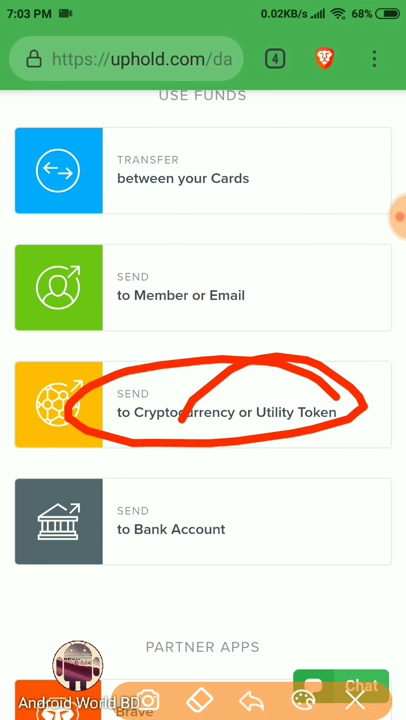 7:03 PM 0.02KB/s 68%
https://uphold.com/da 4
USE FUNDS
TRANSFER
between your Cards
SEND
to Member or Email
SEND
to Cryptocurrency or Utility Token
SEND
to Bank Account
PARTNER APPS
Chat
Android World BD
Brave